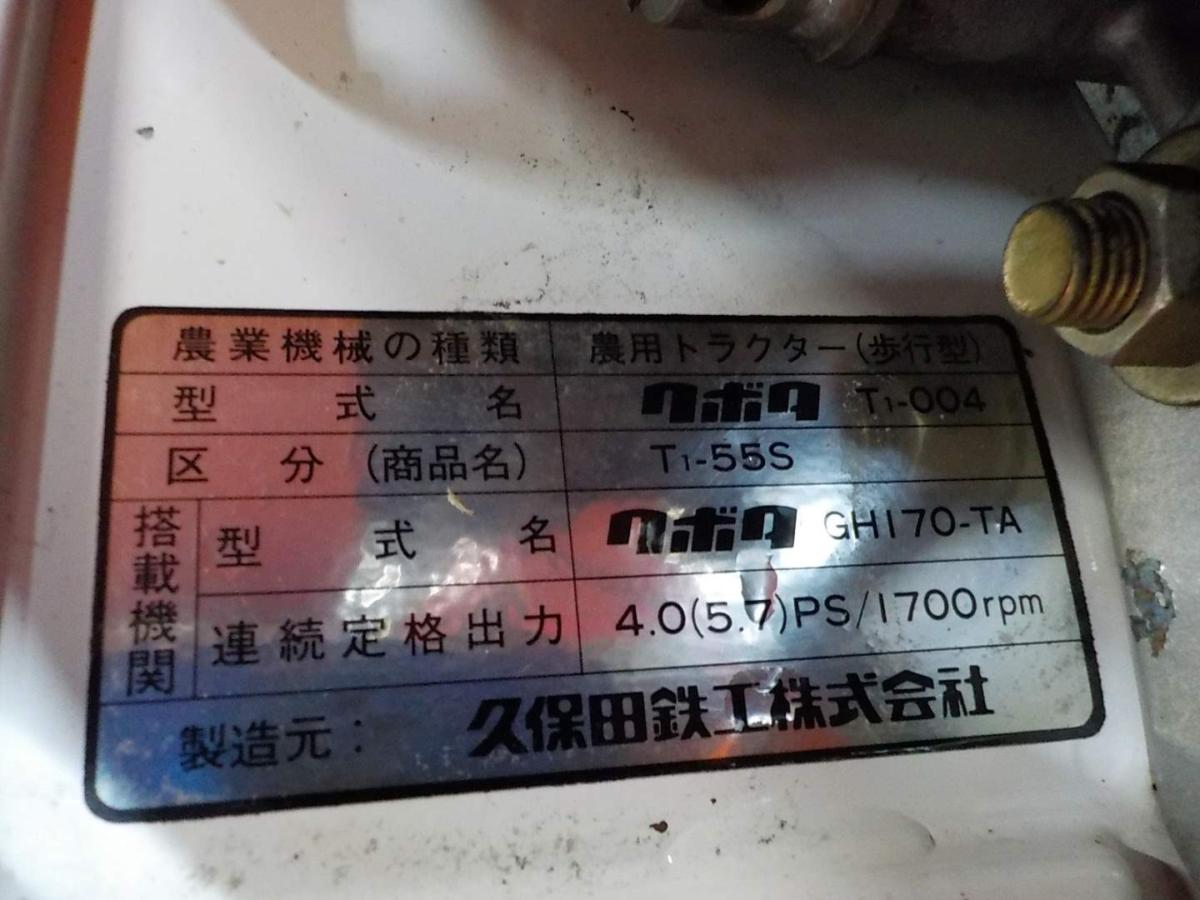 農業機械の種類 農用トラクター(歩行型)
型式名 クボタ T1-004
区分(商品名) T1-55S
搭載機関 型式名 クボタ GH170-TA
連続定格出力 4.0(5.7)PS/1700rpm
製造元: 久保田鉄工株式会社